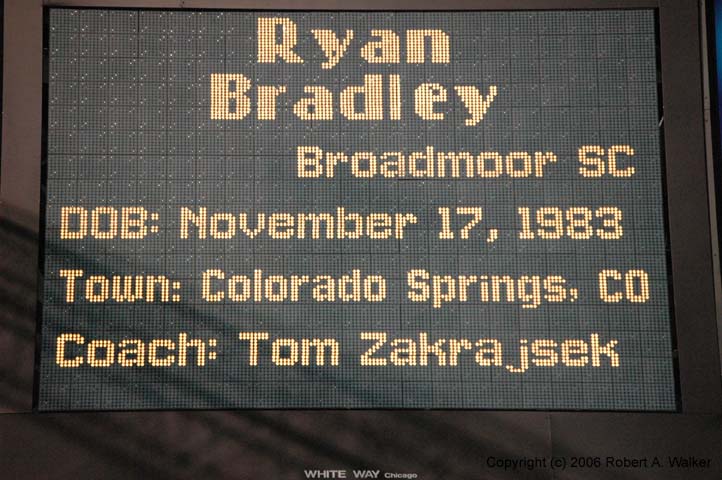 Ryan
Bradley
Broadmoor SC
DOB: November 17, 1983
Town: Colorado Springs, CO
Coach: Tom Zakrajsek
WHITE WAY Chicago
Copyright (c) 2006 Robert A. Walker